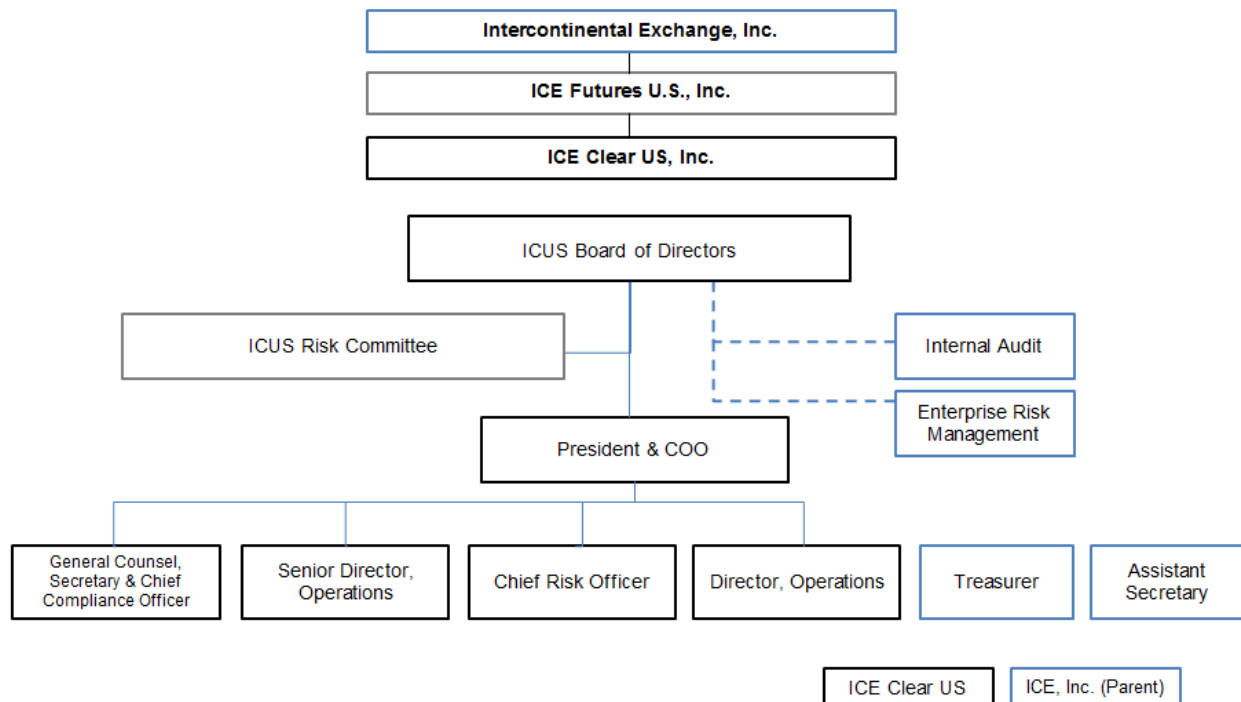 Intercontinental Exchange, Inc.
ICE Futures U.S., Inc.
ICE Clear US, Inc.
ICUS Board of Directors
ICUS Risk Committee
Internal Audit
Enterprise Risk
Management
President & COO
General Counsel,
Secretary & Chief
Compliance Officer
Senior Director,
Operations
Chief Risk Officer
Director, Operations
Treasurer
Assistant
Secretary
ICE Clear US
ICE, Inc. (Parent)